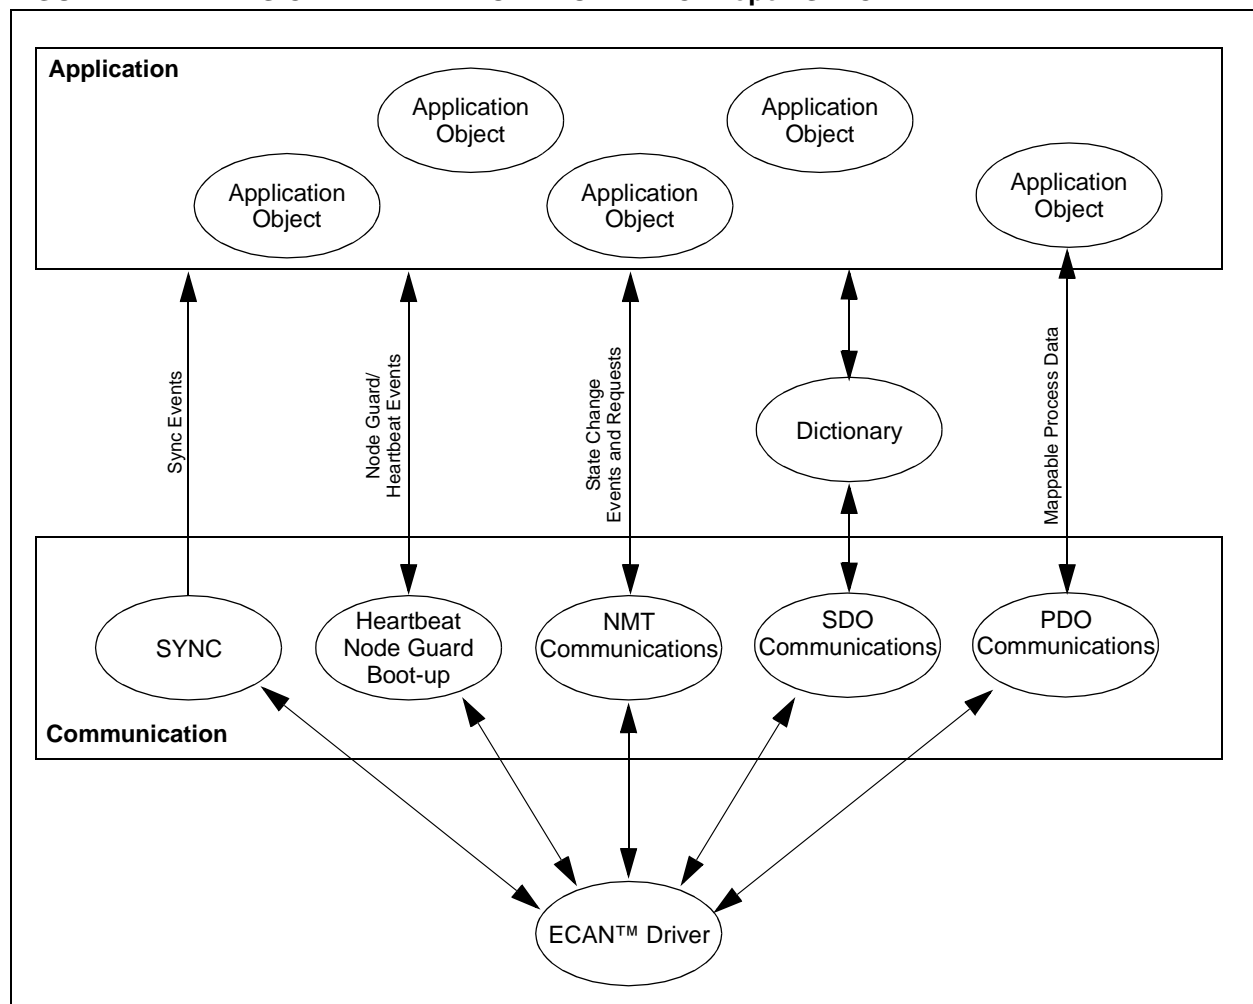 Application
Application
Object
Application
Object
Application
Object
Application
Object
Application
Object
Sync Events
Node Guard/
Heartbeat Events
State Change
Events and Requests
Mappable Process Data
Dictionary
SYNC
Heartbeat
Node Guard
Boot-up
NMT
Communications
SDO
Communications
PDO
Communications
Communication
ECAN™ Driver